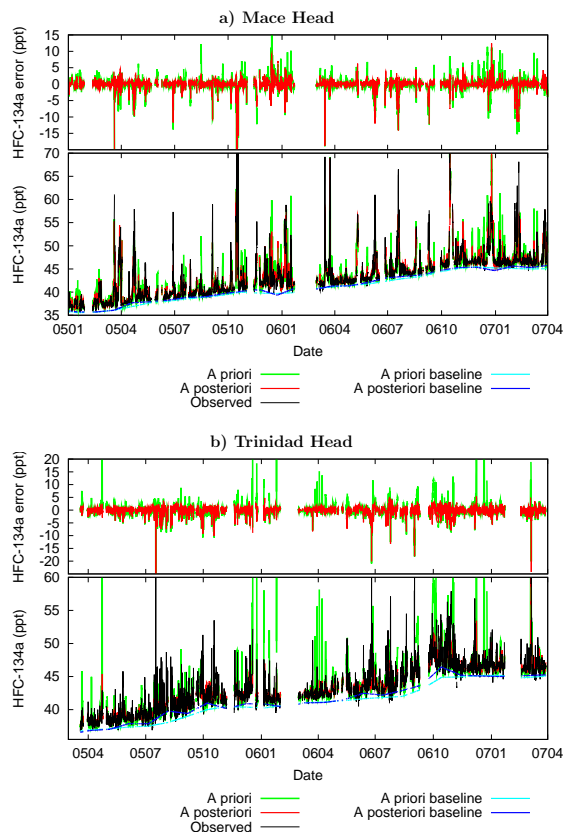 a) Mace Head
HFC-134a error (ppt)
15
10
5
0
-5
-10
-15
HFC-134a (ppt)
70
65
60
55
50
45
40
35
0501 0504 0507 0510 0601 0604 0607 0610 0701 0704
Date
A priori
A posteriori
Observed
A priori baseline
A posteriori baseline
b) Trinidad Head
HFC-134a error (ppt)
20
15
10
5
0
-5
-10
-15
-20
HFC-134a (ppt)
60
55
50
45
40
0504 0507 0510 0601 0604 0607 0610 0701 0704
Date
A priori
A posteriori
Observed
A priori baseline
A posteriori baseline